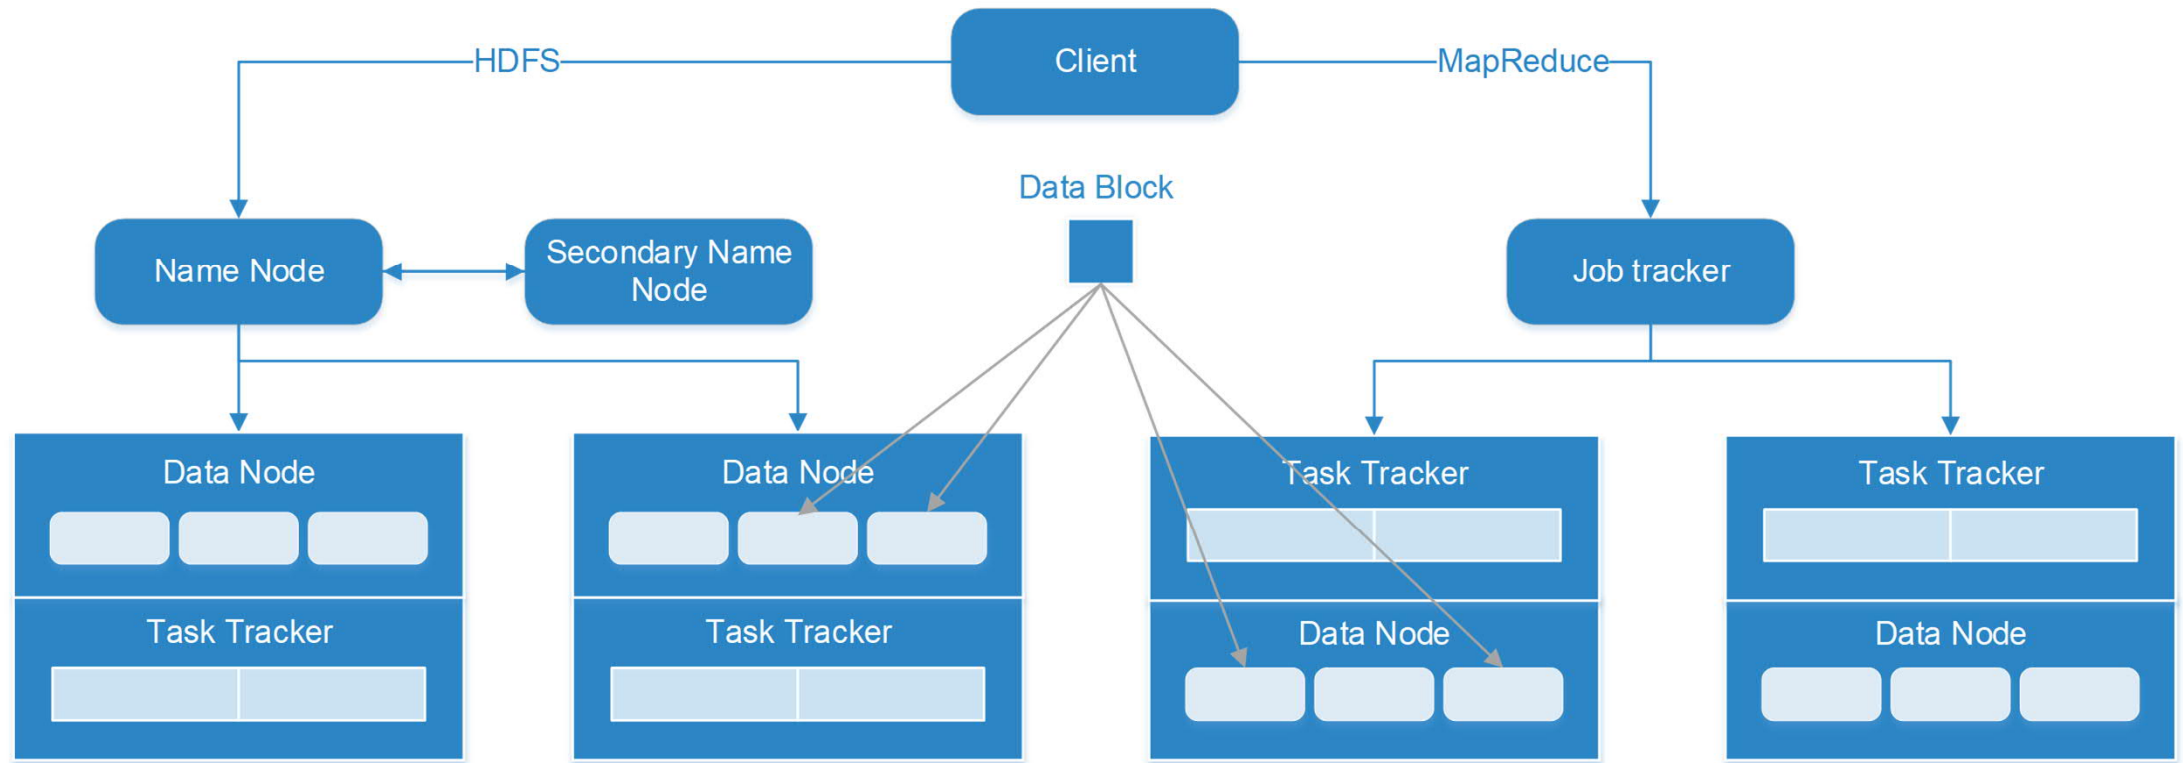 HDFS
Client
MapReduce
Data Block
Name Node
Secondary Name
Node
Job tracker
Data Node
Data Node
Task Tracker
Task Tracker
Task Tracker
Task Tracker
Data Node
Data Node